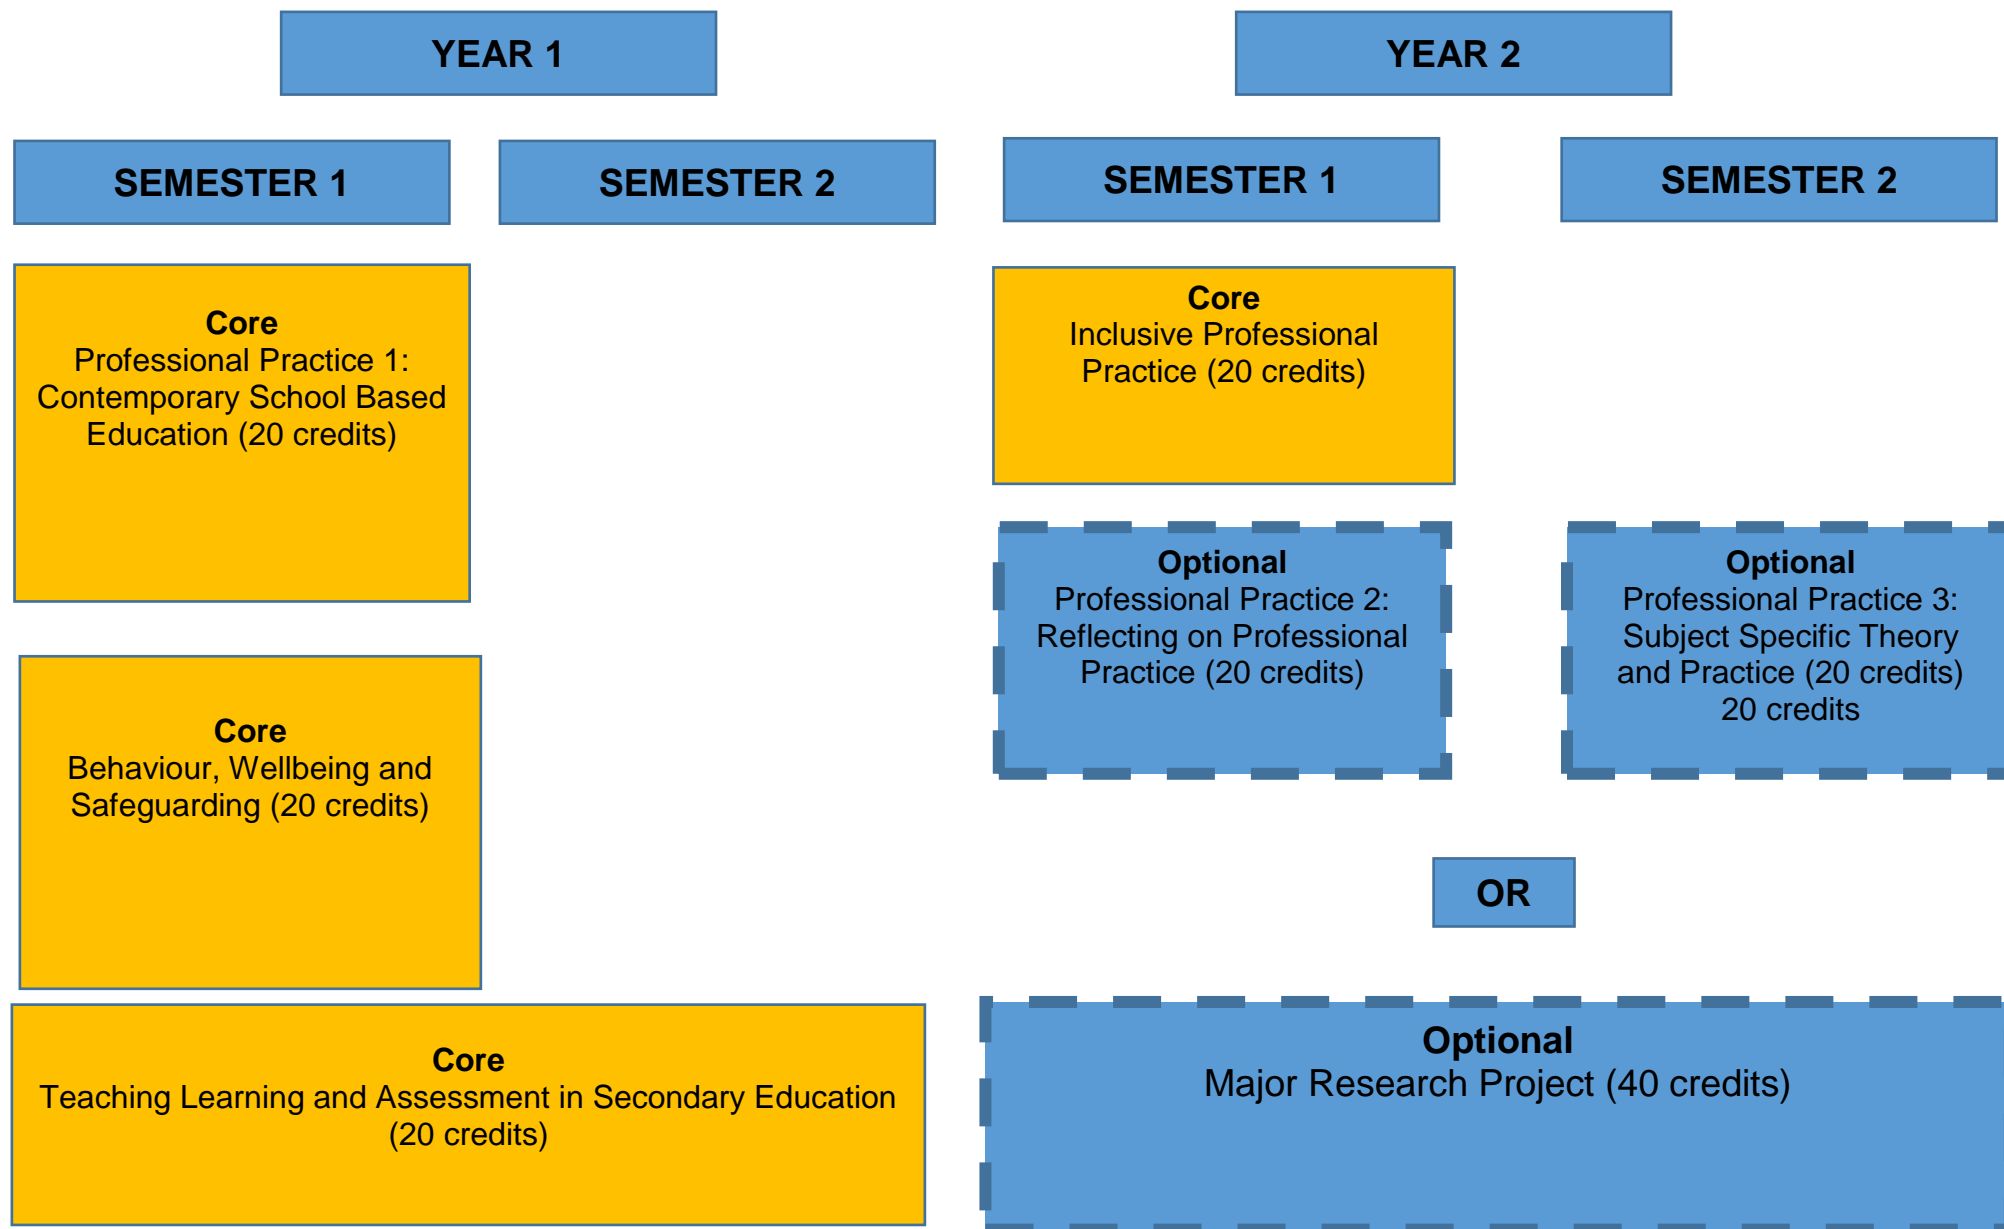 YEAR 1
YEAR 2
SEMESTER 1
SEMESTER 2
SEMESTER 1
SEMESTER 2
Core
Professional Practice 1:
Contemporary School Based
Education (20 credits)
Core
Behaviour, Wellbeing and
Safeguarding (20 credits)
Core
Teaching Learning and Assessment in Secondary Education
(20 credits)
Core
Inclusive Professional
Practice (20 credits)
Optional
Professional Practice 2:
Reflecting on Professional
Practice (20 credits)
Optional
Professional Practice 3:
Subject Specific Theory
and Practice (20 credits)
20 credits
OR
Optional
Major Research Project (40 credits)